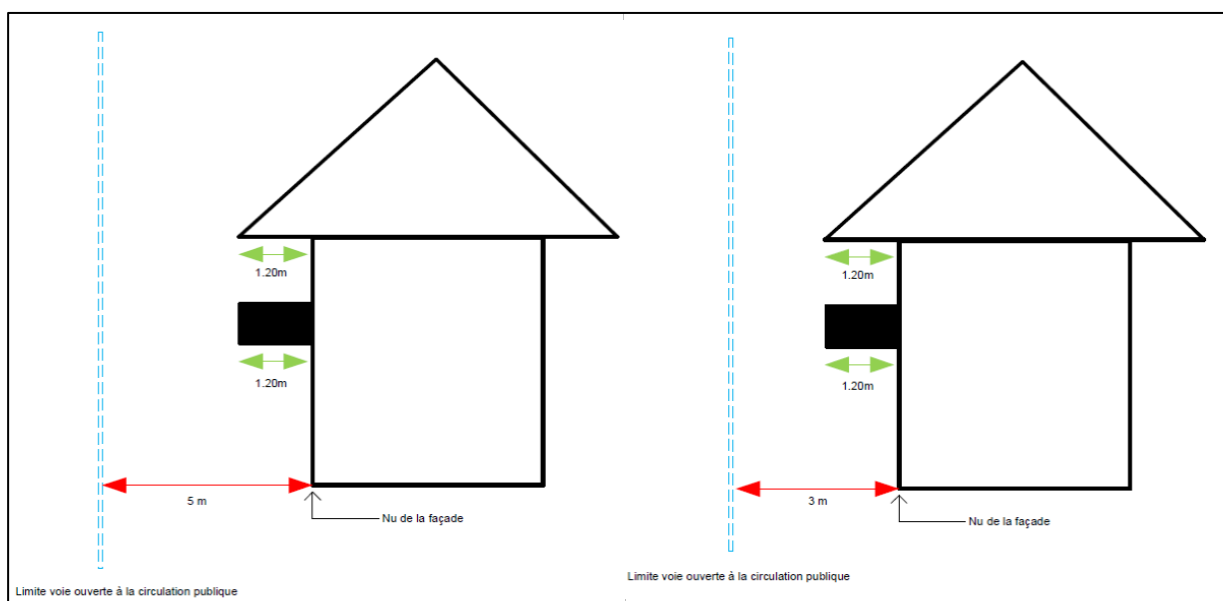 1.20m
1.20m
5 m
Nu de la façade
Limite voie ouverte à la circulation publique
1.20m
1.20m
3 m
Nu de la façade
Limite voie ouverte à la circulation publique